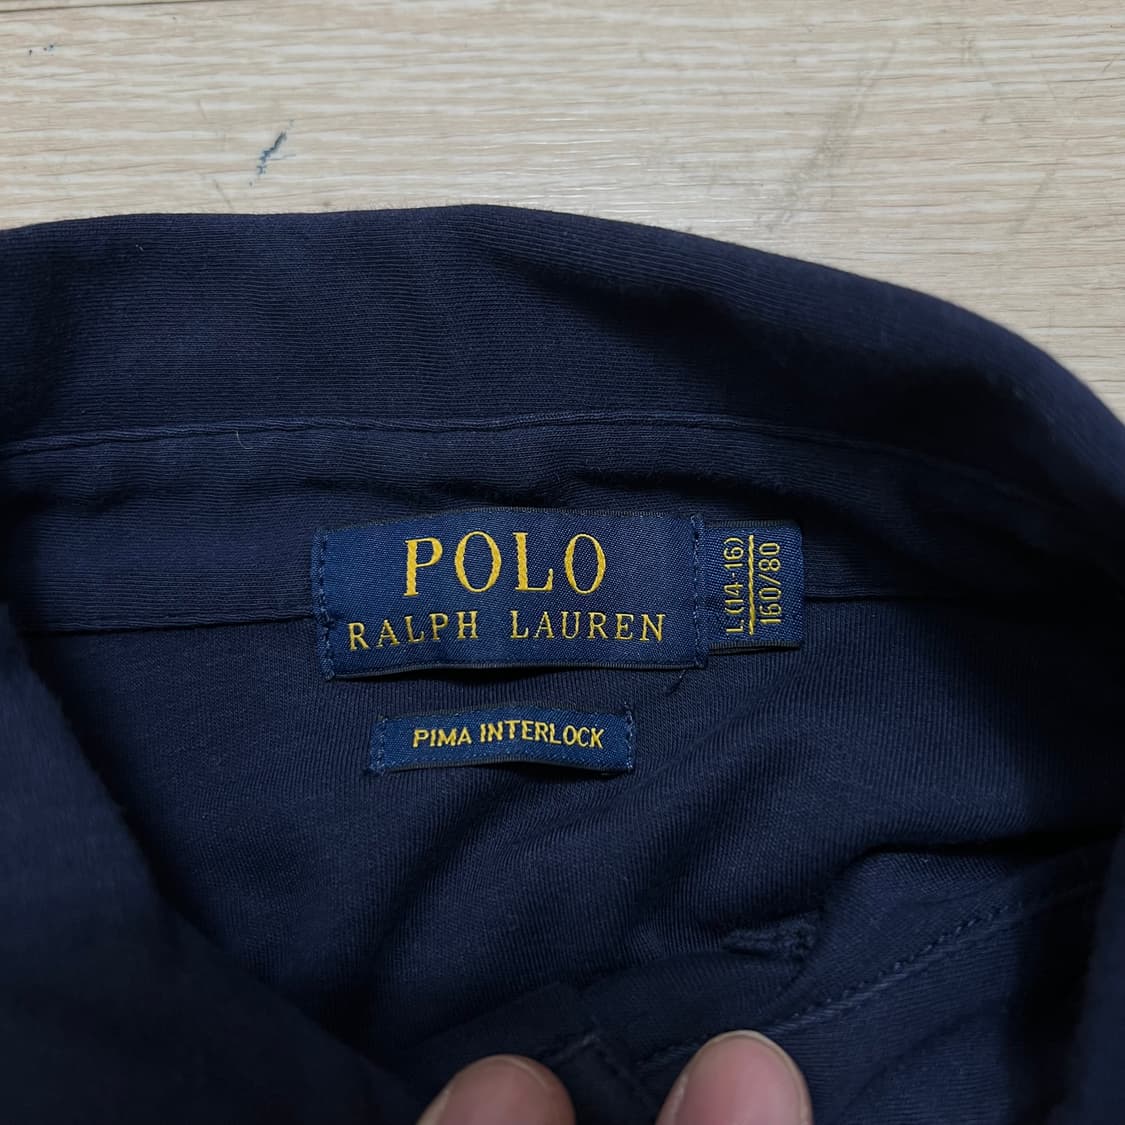 POLO
RALPH LAUREN
L (14-16)
160/80
PIMA INTERLOCK